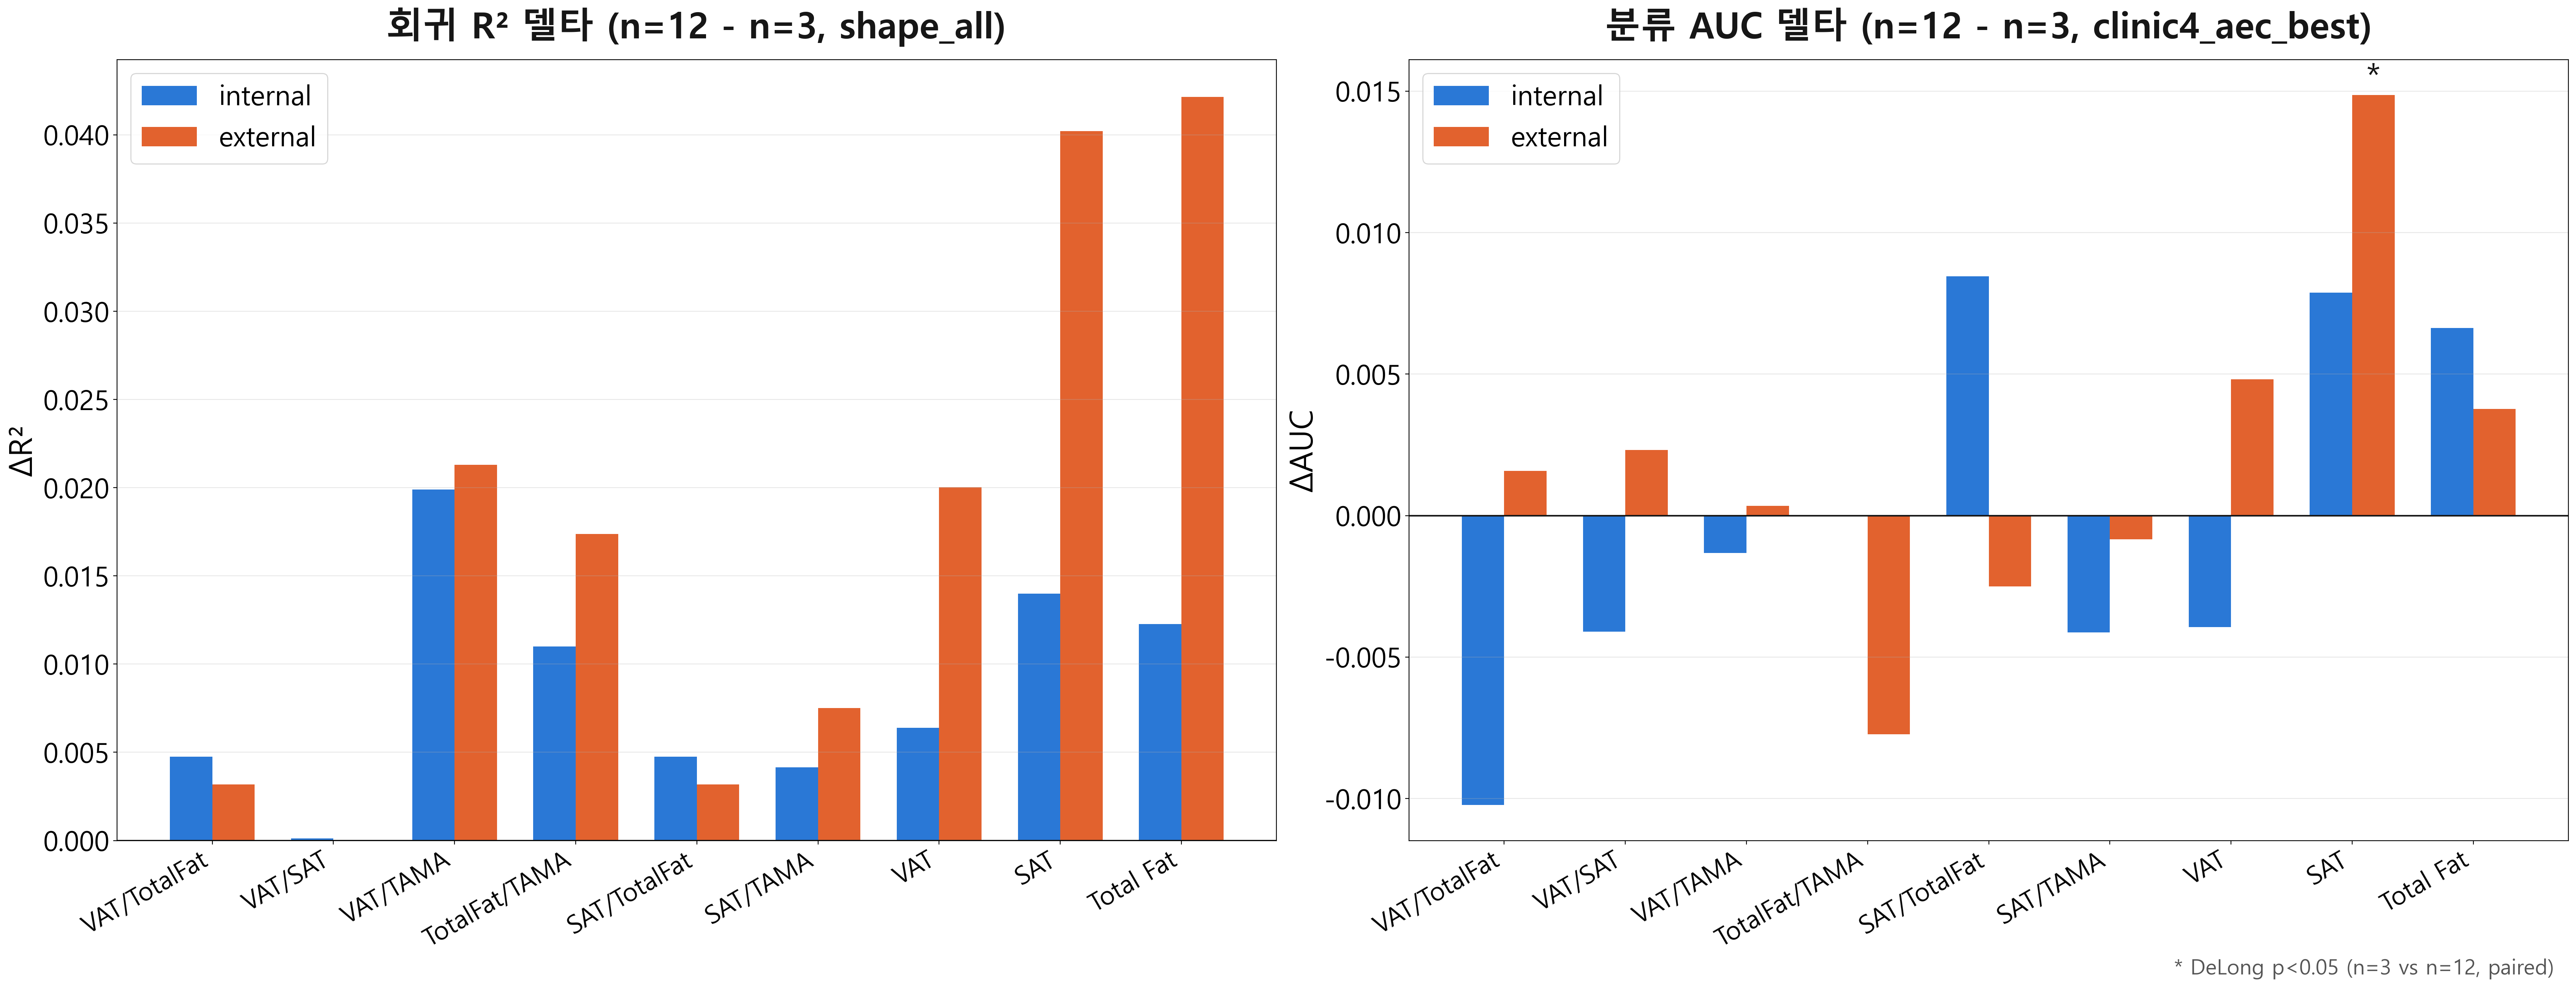 회귀 R² 델타 (n=12 - n=3, shape_all)
internal
external
ΔR²
0.040
0.035
0.030
0.025
0.020
0.015
0.010
0.005
0.000
VAT/TotalFat
VAT/SAT
VAT/TAMA
TotalFat/TAMA
SAT/TotalFat
SAT/TAMA
VAT
SAT
Total Fat
분류 AUC 델타 (n=12 - n=3, clinic4_aec_best)
internal
external
*
ΔAUC
0.015
0.010
0.005
0.000
-0.005
-0.010
VAT/TotalFat
VAT/SAT
VAT/TAMA
TotalFat/TAMA
SAT/TotalFat
SAT/TAMA
VAT
SAT
Total Fat
* DeLong p<0.05 (n=3 vs n=12, paired)